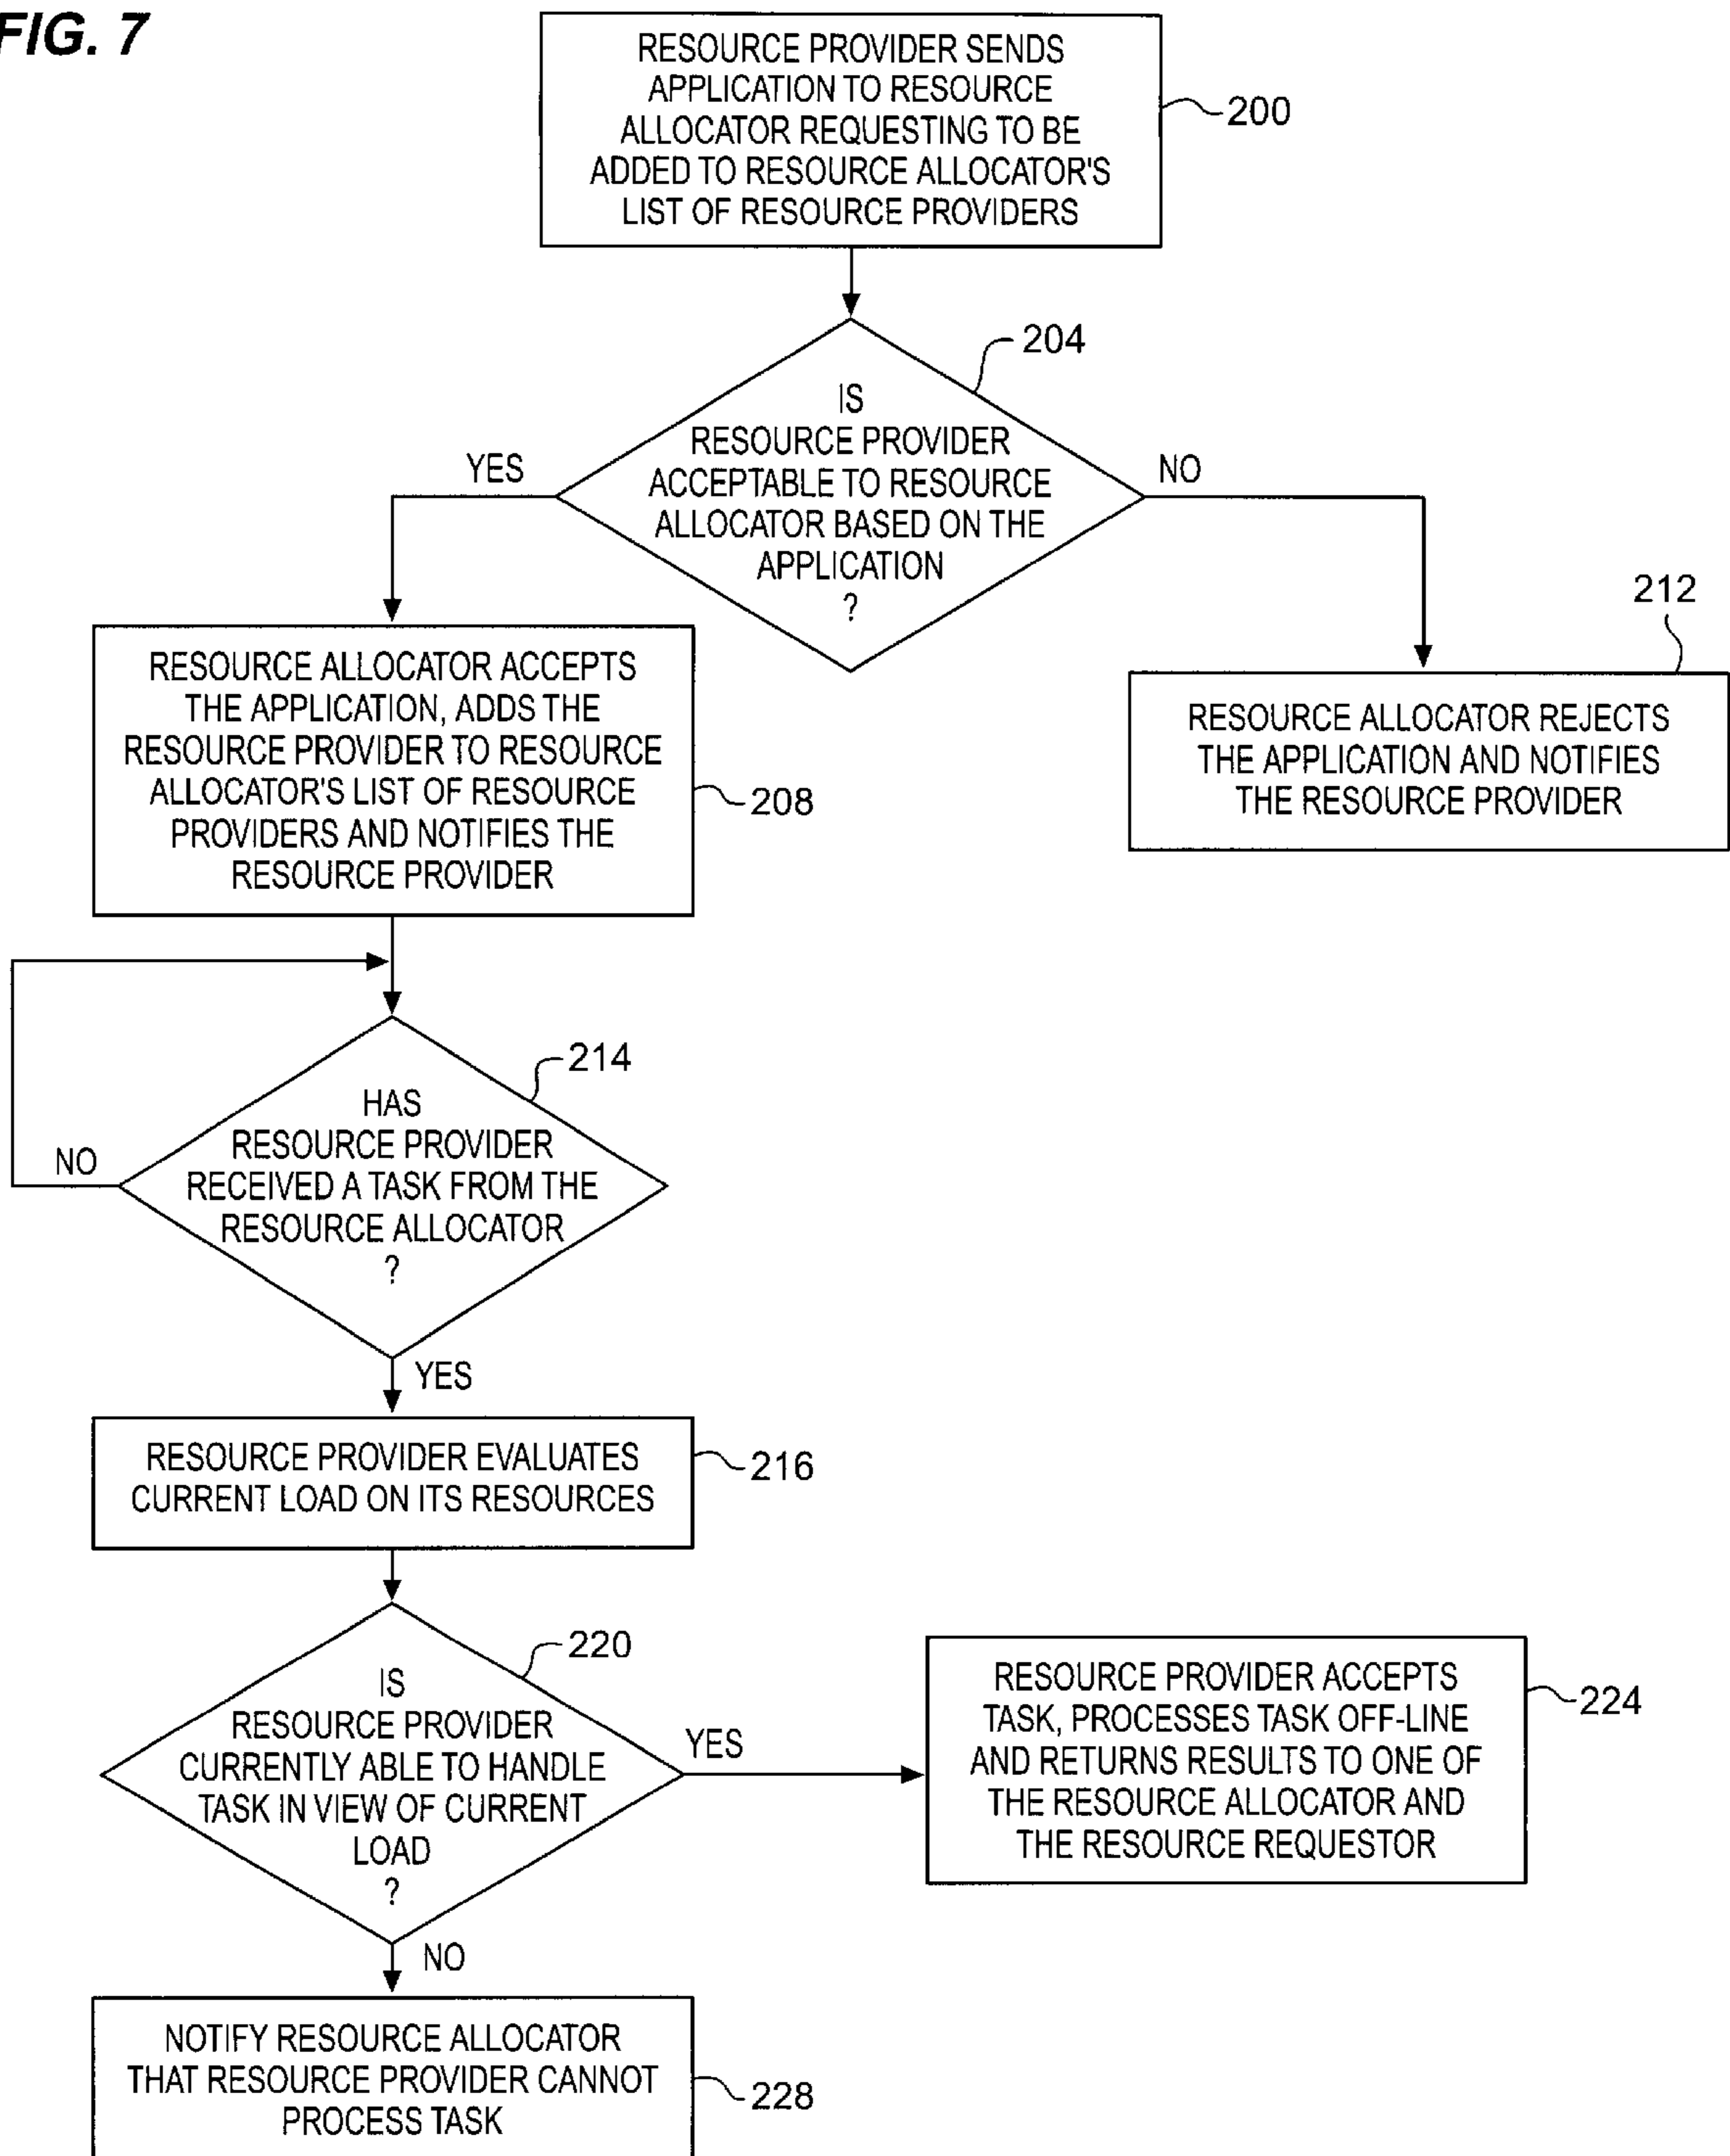 FIG. 7
RESOURCE PROVIDER SENDS
APPLICATION TO RESOURCE
ALLOCATOR REQUESTING TO BE
ADDED TO RESOURCE ALLOCATOR'S
LIST OF RESOURCE PROVIDERS
200
204
IS
RESOURCE PROVIDER
ACCEPTABLE TO RESOURCE
ALLOCATOR BASED ON THE
APPLICATION
?
YES
NO
212
RESOURCE ALLOCATOR ACCEPTS
THE APPLICATION, ADDS THE
RESOURCE PROVIDER TO RESOURCE
ALLOCATOR'S LIST OF RESOURCE
PROVIDERS AND NOTIFIES THE
RESOURCE PROVIDER
208
RESOURCE ALLOCATOR REJECTS
THE APPLICATION AND NOTIFIES
THE RESOURCE PROVIDER
214
HAS
RESOURCE PROVIDER
RECEIVED A TASK FROM THE
RESOURCE ALLOCATOR
?
NO
YES
RESOURCE PROVIDER EVALUATES
CURRENT LOAD ON ITS RESOURCES
216
220
IS
RESOURCE PROVIDER
CURRENTLY ABLE TO HANDLE
TASK IN VIEW OF CURRENT
LOAD
?
YES
RESOURCE PROVIDER ACCEPTS
TASK, PROCESSES TASK OFF-LINE
AND RETURNS RESULTS TO ONE OF
THE RESOURCE ALLOCATOR AND
THE RESOURCE REQUESTOR
224
NO
NOTIFY RESOURCE ALLOCATOR
THAT RESOURCE PROVIDER CANNOT
PROCESS TASK
228